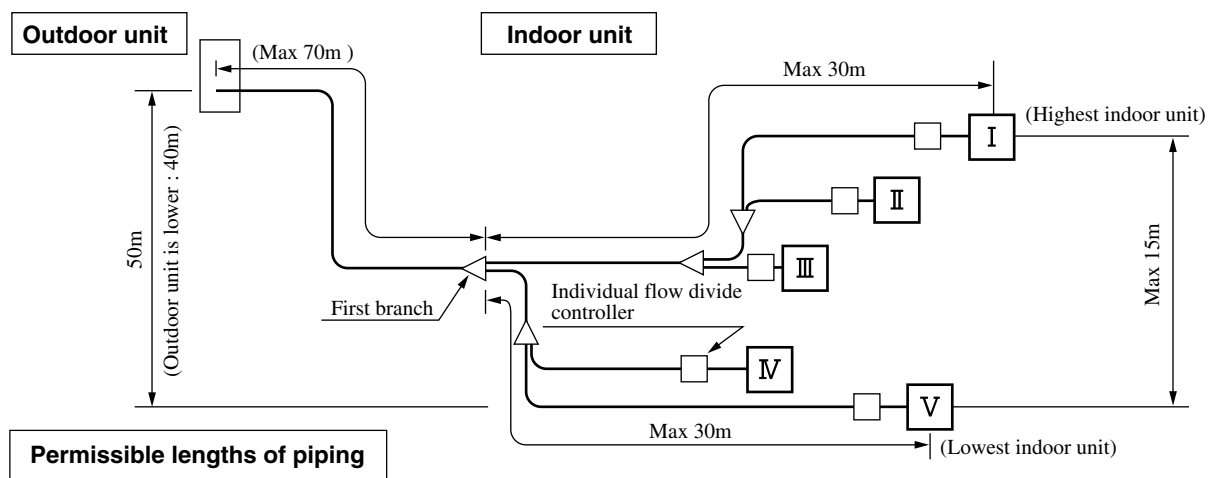 Outdoor unit
Indoor unit
(Max 70m )
Max 30m
(Highest indoor unit)
Ⅰ
Ⅱ
Ⅲ
50m
(Outdoor unit is lower : 40m)
Max 15m
First branch
Individual flow divide
controller
Ⅳ
Ⅴ
Max 30m
(Lowest indoor unit)
Permissible lengths of piping